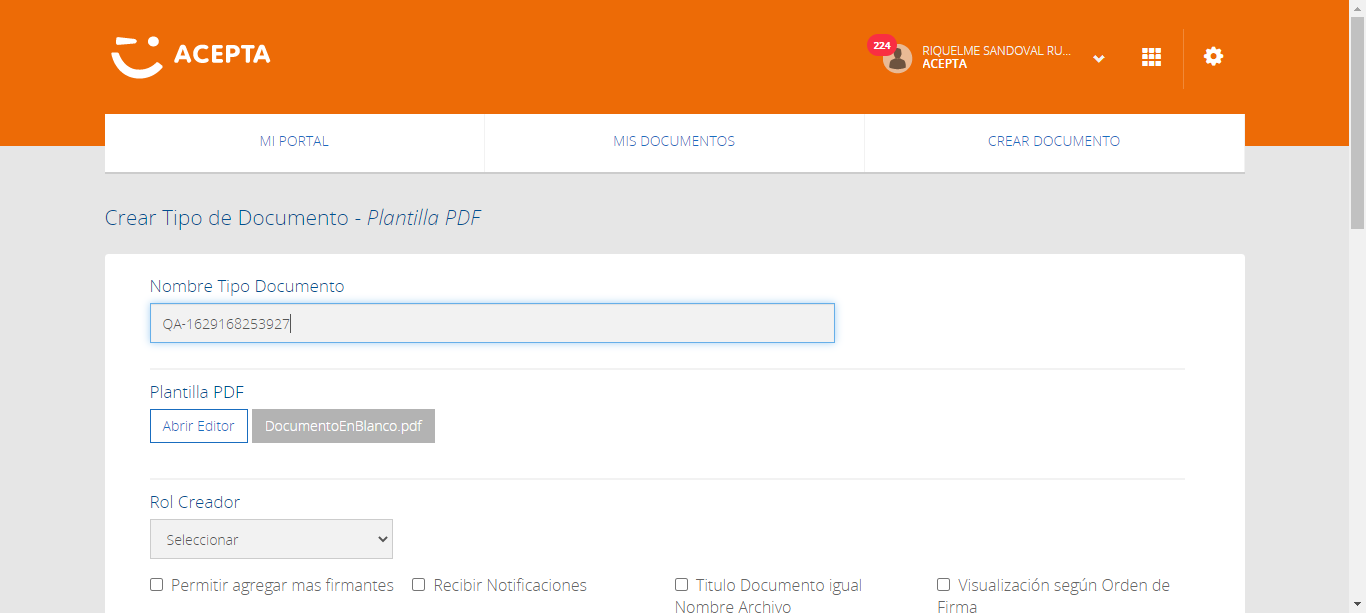 ACEPTA
224
RIQUELME SANDOVAL RU...
ACEPTA
MI PORTAL
MIS DOCUMENTOS
CREAR DOCUMENTO
Crear Tipo de Documento - Plantilla PDF
Nombre Tipo Documento
QA-1629168253927
Plantilla PDF
Abrir Editor
DocumentoEnBlanco.pdf
Rol Creador
Seleccionar
Permitir agregar mas firmantes
Recibir Notificaciones
Titulo Documento igual
Nombre Archivo
Visualización según Orden de
Firma